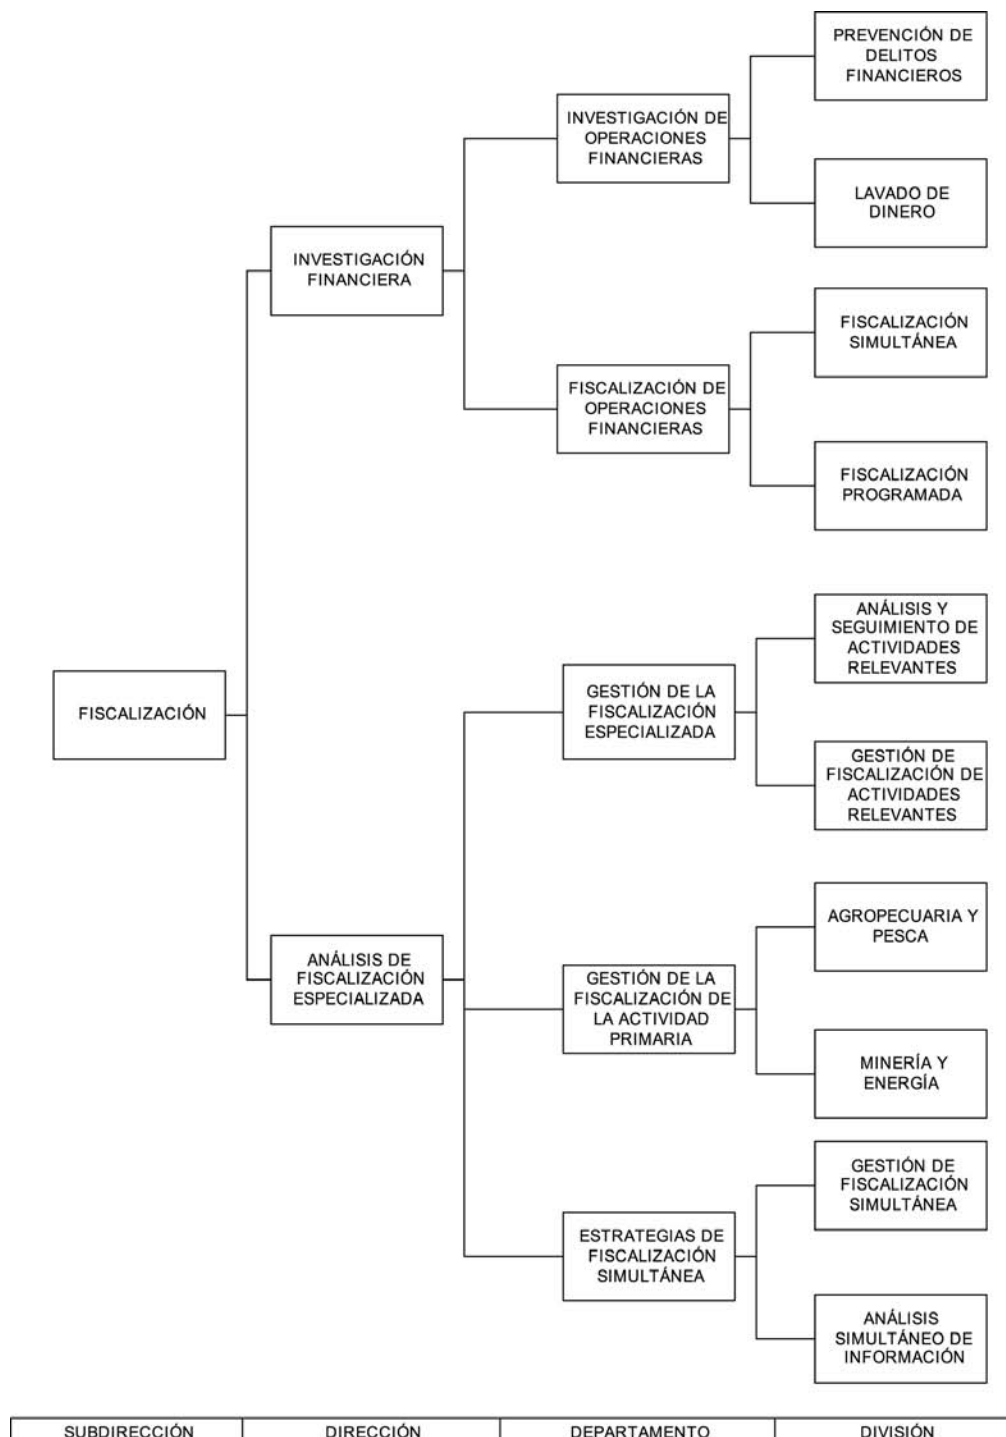 PREVENCIÓN DE
DELITOS
FINANCIEROS
INVESTIGACIÓN DE
OPERACIONES
FINANCIERAS
LAVADO DE
DINERO
INVESTIGACIÓN
FINANCIERA
FISCALIZACIÓN
SIMULTÁNEA
FISCALIZACIÓN DE
OPERACIONES
FINANCIERAS
FISCALIZACIÓN
PROGRAMADA
ANÁLISIS Y
SEGUIMIENTO DE
ACTIVIDADES
RELEVANTES
FISCALIZACIÓN
GESTIÓN DE LA
FISCALIZACIÓN
ESPECIALIZADA
GESTIÓN DE
FISCALIZACIÓN DE
ACTIVIDADES
RELEVANTES
AGROPECUARIA Y
PESCA
ANÁLISIS DE
FISCALIZACIÓN
ESPECIALIZADA
GESTIÓN DE LA
FISCALIZACIÓN DE
LA ACTIVIDAD
PRIMARIA
MINERÍA Y
ENERGÍA
GESTIÓN DE
FISCALIZACIÓN
SIMULTÁNEA
ESTRATEGIAS DE
FISCALIZACIÓN
SIMULTÁNEA
ANÁLISIS
SIMULTÁNEO DE
INFORMACIÓN
SUBDIRECCIÓN DIRECCIÓN DEPARTAMENTO DIVISIÓN